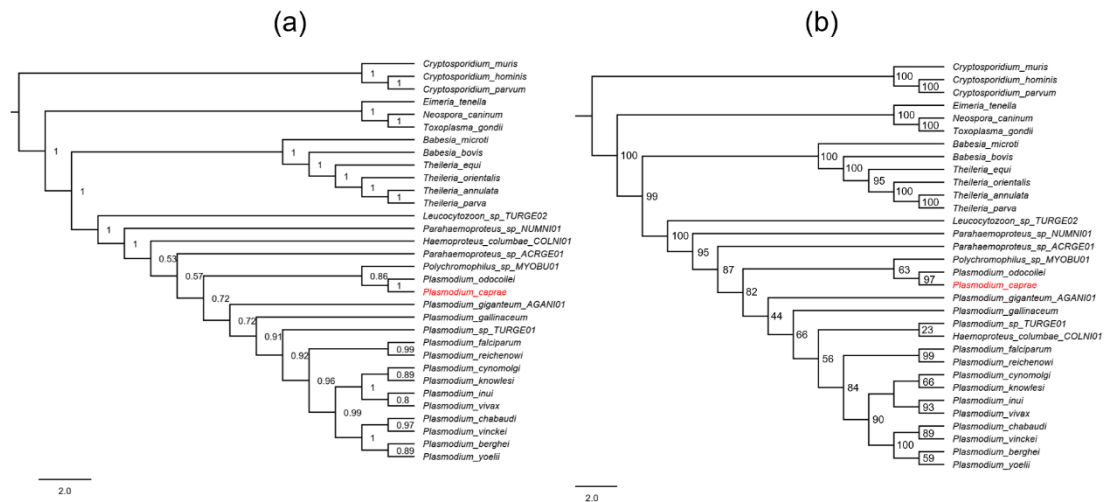 (a)
(b)
Cryptosporidium_muris
1
Cryptosporidium_hominis
1
Cryptosporidium_parvum
Eimeria_tenella
1
Neospora_caninum
1
Toxoplasma_gondii
1
Babesia_microti
1
Babesia_bovis
1
Theileria_equi
1
Theileria_orientalis
1
Theileria_annulata
1
Theileria_parva
1
Leucocytozoon_sp_TURGE02
1
Parahaemoproteus_sp_NUMNI01
1
Haemoproteus_columbae_COLNI01
0.53
Parahaemoproteus_sp_ACRGE01
0.57
Polychromophilus_sp_MYOBU01
0.86
Plasmodium_odocoilei
1
Plasmodium_caprae
0.72
Plasmodium_giganteum_AGANI01
0.72
Plasmodium_gallinaceum
0.91
Plasmodium_sp_TURGE01
0.92
Plasmodium_falciparum
0.99
Plasmodium_reichenowi
0.96
Plasmodium_cynomolgi
0.89
Plasmodium_knowlesi
1
Plasmodium_inui
0.8
Plasmodium_vivax
0.99
Plasmodium_chabaudi
0.97
Plasmodium_vinckei
1
Plasmodium_berghei
0.89
Plasmodium_yoelii
2.0
Cryptosporidium_muris
100
Cryptosporidium_hominis
100
Cryptosporidium_parvum
Eimeria_tenella
100
Neospora_caninum
100
Toxoplasma_gondii
100
Babesia_microti
100
Babesia_bovis
100
Theileria_equi
95
Theileria_orientalis
100
Theileria_annulata
100
Theileria_parva
99
Leucocytozoon_sp_TURGE02
100
Parahaemoproteus_sp_NUMNI01
95
Parahaemoproteus_sp_ACRGE01
87
Polychromophilus_sp_MYOBU01
63
Plasmodium_odocoilei
97
Plasmodium_caprae
82
Plasmodium_giganteum_AGANI01
44
Plasmodium_gallinaceum
66
Plasmodium_sp_TURGE01
23
Haemoproteus_columbae_COLNI01
56
Plasmodium_falciparum
99
Plasmodium_reichenowi
84
Plasmodium_cynomolgi
66
Plasmodium_knowlesi
Plasmodium_inui
93
Plasmodium_vivax
90
Plasmodium_chabaudi
89
Plasmodium_vinckei
100
Plasmodium_berghei
59
Plasmodium_yoelii
2.0